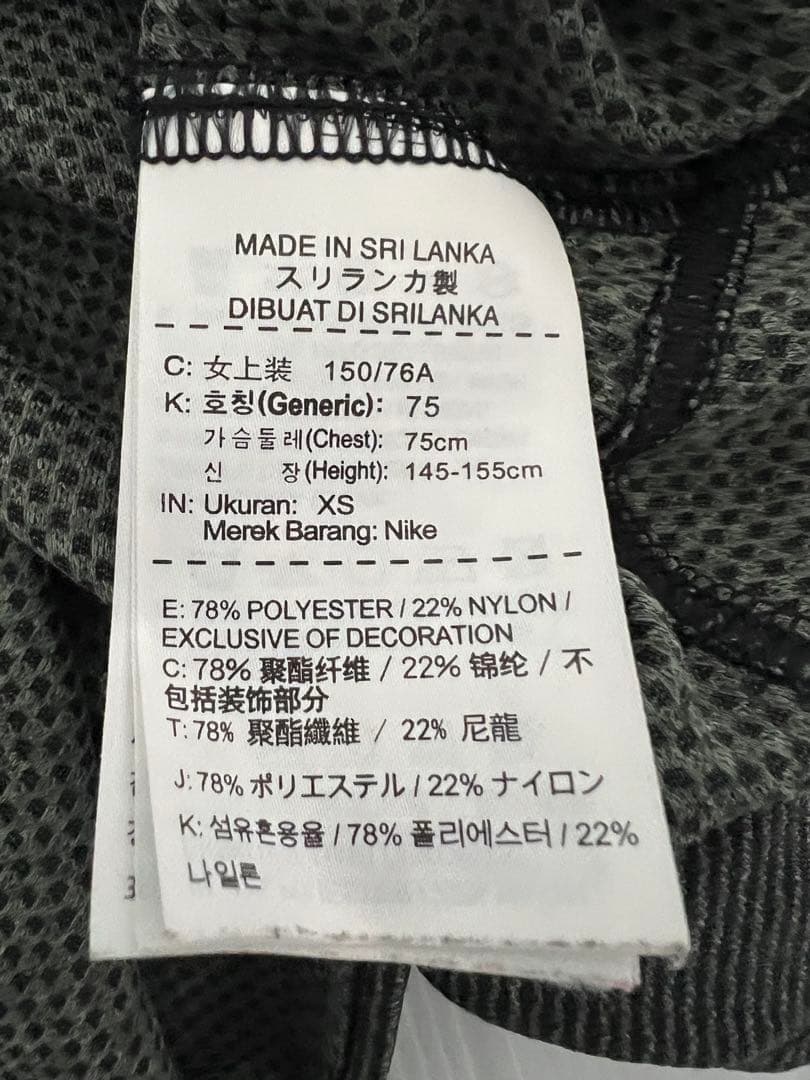 MADE IN SRI LANKA
スリランカ製
DIBUAT DI SRILANKA
C: 女上装 150/76A
K: 호칭(Generic): 75
가슴둘레(Chest): 75cm
신 장(Height): 145-155cm
IN: Ukuran: XS
Merek Barang: Nike
E: 78% POLYESTER / 22% NYLON /
EXCLUSIVE OF DECORATION
C: 78% 聚酯纤维 / 22% 锦纶 / 不
包括装饰部分
T: 78% 聚酯纖維 / 22% 尼龍
J: 78% ポリエステル / 22% ナイロン
K: 섬유혼용율 / 78% 폴리에스터 / 22%
나일론